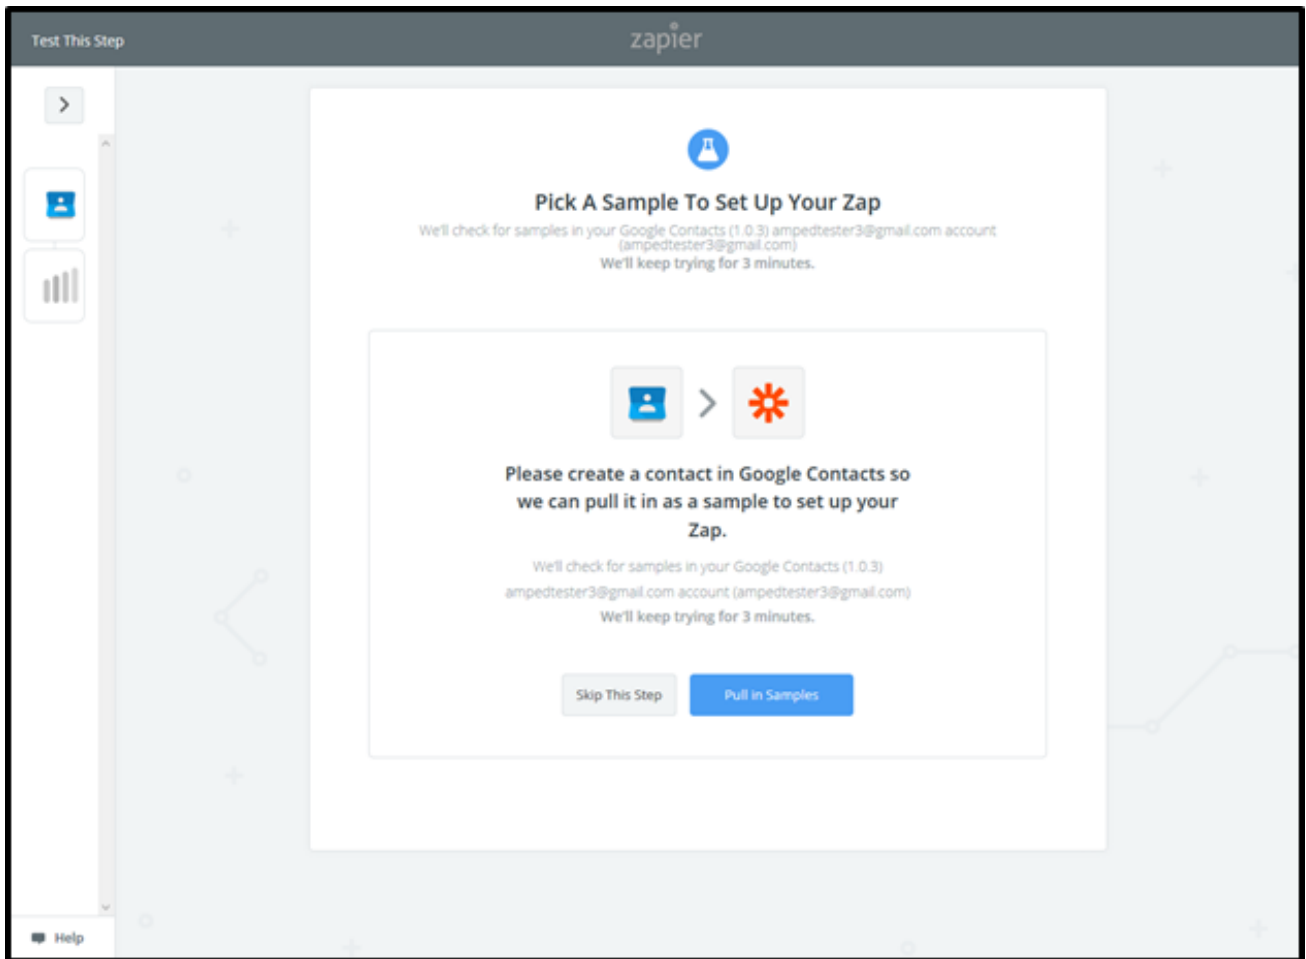 Test This Step
zapier
Pick A Sample To Set Up Your Zap
We'll check for samples in your Google Contacts (1.0.3) ampedtester3@gmail.com account
(ampedtester3@gmail.com)
We'll keep trying for 3 minutes.
Please create a contact in Google Contacts so
we can pull it in as a sample to set up your
Zap.
We'll check for samples in your Google Contacts (1.0.3)
ampedtester3@gmail.com account (ampedtester3@gmail.com)
We'll keep trying for 3 minutes.
Skip This Step
Pull in Samples
Help